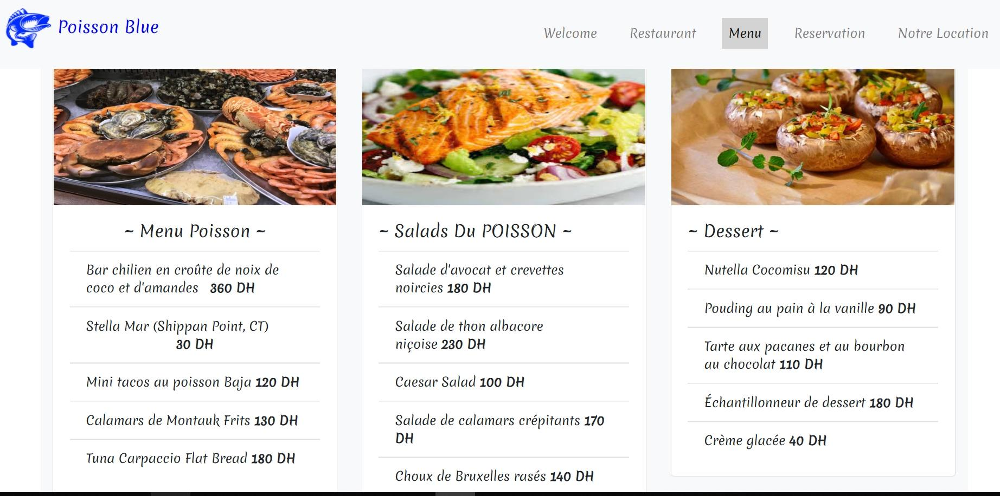 Poisson Blue
Welcome
Restaurant
Menu
Reservation
Notre Location
~ Menu Poisson ~
Bar chilien en croûte de noix de
coco et d'amandes 360 DH
Stella Mar (Shippan Point, CT)
30 DH
Mini tacos au poisson Baja 120 DH
Calamars de Montauk Frits 130 DH
Tuna Carpaccio Flat Bread 180 DH
~ Salads Du POISSON ~
Salade d'avocat et crevettes
noircies 180 DH
Salade de thon albacore
niçoise 230 DH
Caesar Salad 100 DH
Salade de calamars crépitants 170
DH
Choux de Bruxelles rasés 140 DH
~ Dessert ~
Nutella Cocomisu 120 DH
Pouding au pain à la vanille 90 DH
Tarte aux pacanes et au bourbon
au chocolat 110 DH
Échantillonneur de dessert 180 DH
Crème glacée 40 DH